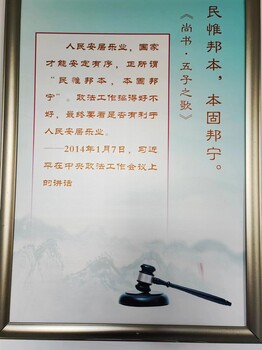 民惟邦本，本固邦宁。
《尚书·五子之歌》
人民安居乐业，国家
才能安定有序，正所谓
“民惟邦本，本固邦
宁”。政法工作搞得好不
好，最终要看是否有利于
人民安居乐业。
——2014年1月7日，习近
平在中央政法工作会议上
的讲话